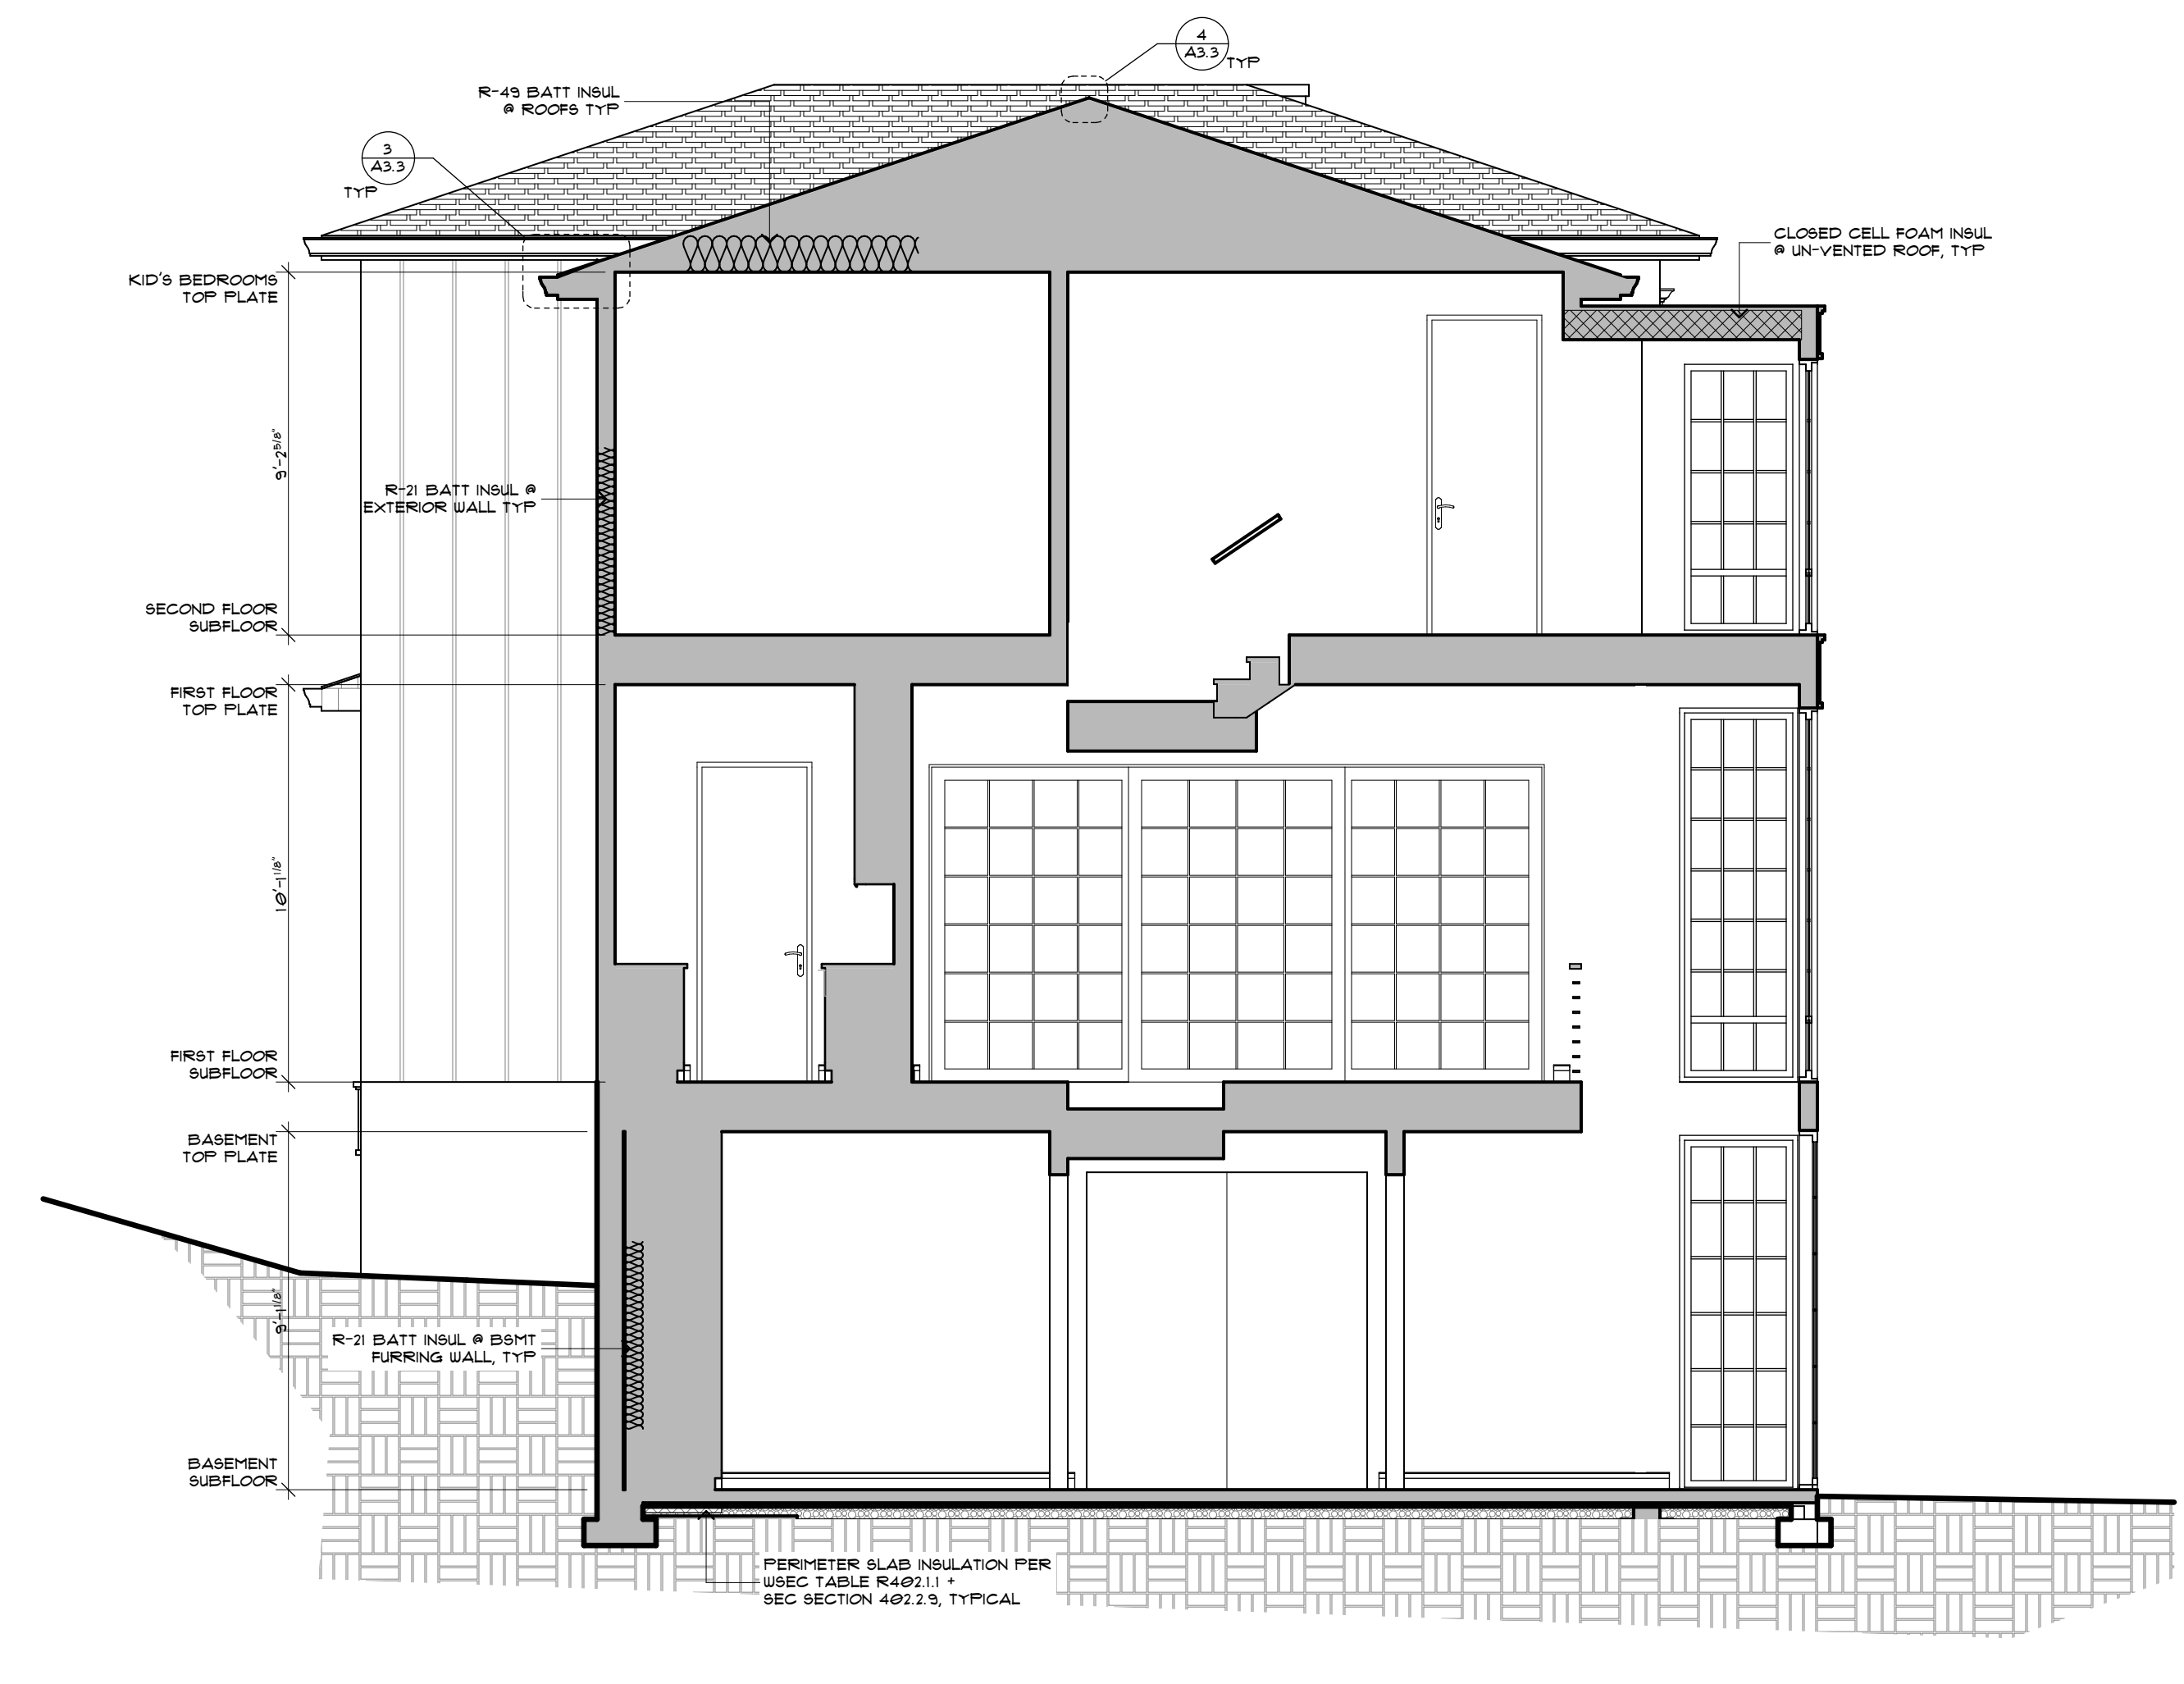 4
A3.3
TYP
R-49 BATT INSUL
@ ROOFS TYP
3
A3.3
TYP
CLOSED CELL FOAM INSUL
@ UN-VENTED ROOF, TYP
KID'S BEDROOMS
TOP PLATE
9'-2 5/8"
R-21 BATT INSUL @
EXTERIOR WALL TYP
SECOND FLOOR
SUBFLOOR
FIRST FLOOR
TOP PLATE
10'-1 1/8"
FIRST FLOOR
SUBFLOOR
BASEMENT
TOP PLATE
9'-1 1/8"
R-21 BATT INSUL @ BSMT
FURRING WALL, TYP
BASEMENT
SUBFLOOR
PERIMETER SLAB INSULATION PER
WSEC TABLE R402.1.1 +
SEC SECTION 402.2.9, TYPICAL